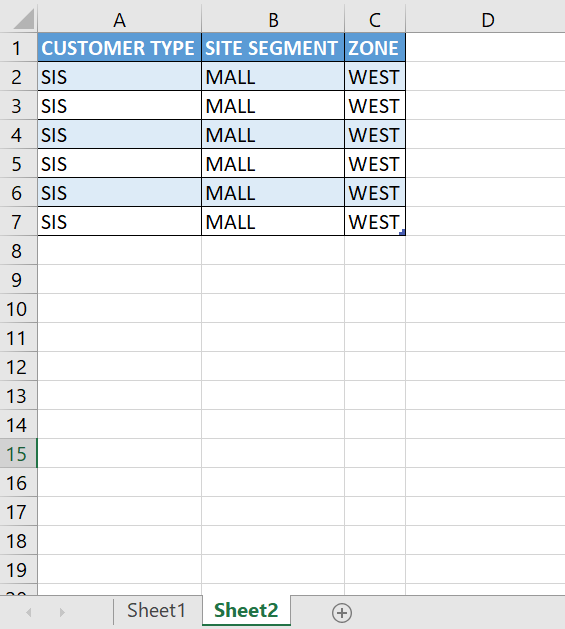 A B C D
1 CUSTOMER TYPE SITE SEGMENT ZONE
2 SIS MALL WEST
3 SIS MALL WEST
4 SIS MALL WEST
5 SIS MALL WEST
6 SIS MALL WEST
7 SIS MALL WEST
8
9
10
11
12
13
14
15
16
17
18
19
Sheet1 Sheet2